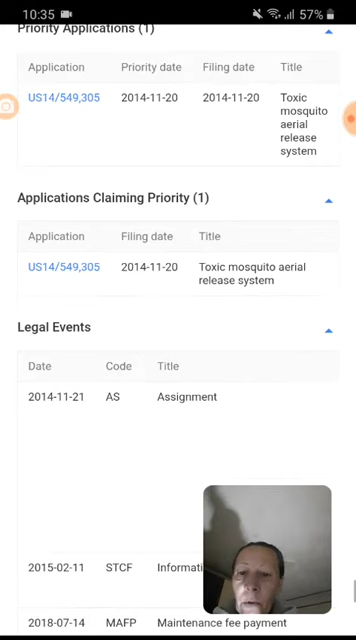 10:35 57%
Priority Applications (1)
Application Priority date Filing date Title
US14/549,305 2014-11-20 2014-11-20 Toxic
mosquito
aerial
release
system
Applications Claiming Priority (1)
Application Filing date Title
US14/549,305 2014-11-20 Toxic mosquito aerial
release system
Legal Events
Date Code Title
2014-11-21 AS Assignment
2015-02-11 STCF
2018-07-14 MAFP Maintenance fee payment